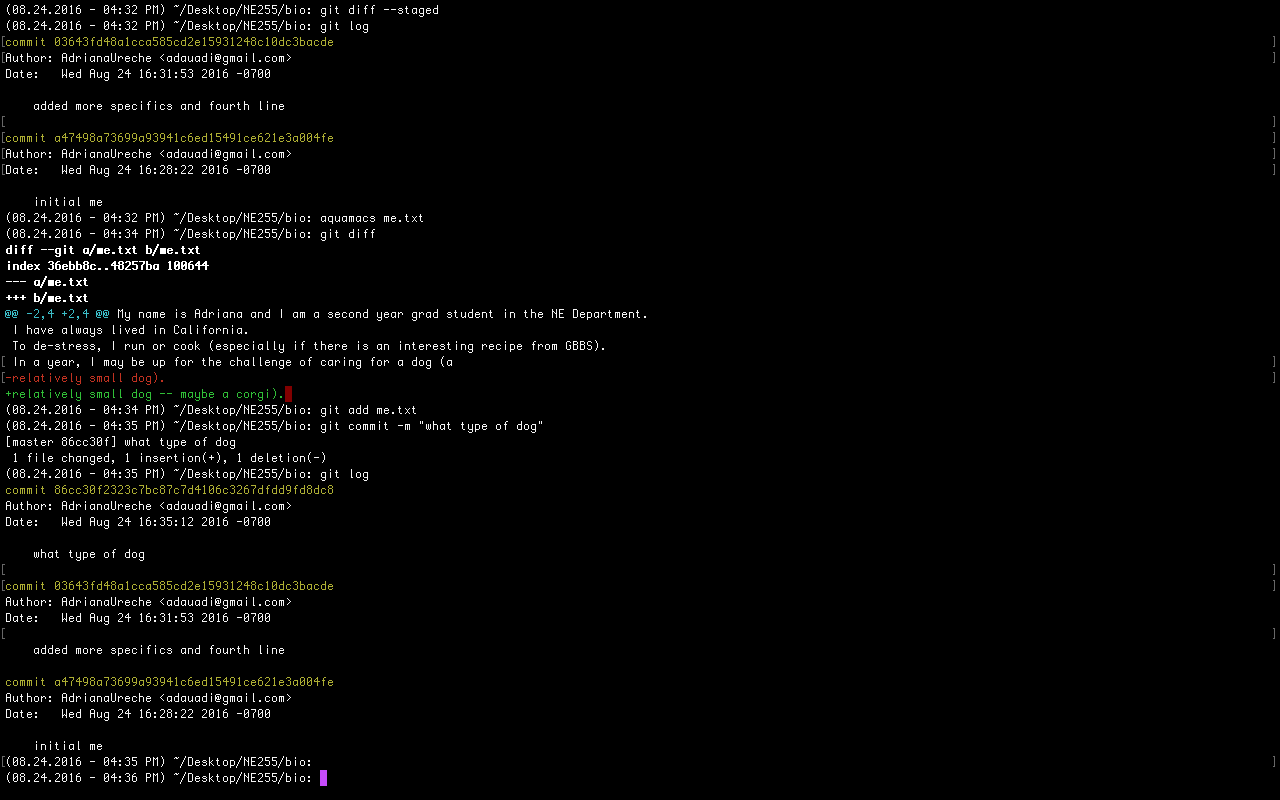 (08.24.2016 - 04:32 PM) ~/Desktop/NE255/bio: git diff --staged
(08.24.2016 - 04:32 PM) ~/Desktop/NE255/bio: git log
[commit 03643fd48a1cca585cd2e15931248c10dc3bacde ]
[Author: AdrianaUreche <adauadi@gmail.com> ]
Date:   Wed Aug 24 16:31:53 2016 -0700
    added more specifics and fourth line
[ ]
[commit a47498a73699a93941c6ed15491ce621e3a004fe ]
[Author: AdrianaUreche <adauadi@gmail.com> ]
[Date:   Wed Aug 24 16:28:22 2016 -0700 ]
    initial me
(08.24.2016 - 04:32 PM) ~/Desktop/NE255/bio: aquamacs me.txt
(08.24.2016 - 04:34 PM) ~/Desktop/NE255/bio: git diff
diff --git a/me.txt b/me.txt
index 36ebb8c..48257ba 100644
--- a/me.txt
+++ b/me.txt
@@ -2,4 +2,4 @@ My name is Adriana and I am a second year grad student in the NE Department.
 I have always lived in California.
 To de-stress, I run or cook (especially if there is an interesting recipe from GBBS).
[ In a year, I may be up for the challenge of caring for a dog (a ]
[-relatively small dog). ]
+relatively small dog -- maybe a corgi).
(08.24.2016 - 04:34 PM) ~/Desktop/NE255/bio: git add me.txt
(08.24.2016 - 04:35 PM) ~/Desktop/NE255/bio: git commit -m "what type of dog"
[master 86cc30f] what type of dog
 1 file changed, 1 insertion(+), 1 deletion(-)
(08.24.2016 - 04:35 PM) ~/Desktop/NE255/bio: git log
commit 86cc30f2323c7bc87c7d4106c3267dfdd9fd8dc8
Author: AdrianaUreche <adauadi@gmail.com>
Date:   Wed Aug 24 16:35:12 2016 -0700
    what type of dog
[ ]
[commit 03643fd48a1cca585cd2e15931248c10dc3bacde ]
Author: AdrianaUreche <adauadi@gmail.com>
Date:   Wed Aug 24 16:31:53 2016 -0700
[ ]
    added more specifics and fourth line
commit a47498a73699a93941c6ed15491ce621e3a004fe
Author: AdrianaUreche <adauadi@gmail.com>
Date:   Wed Aug 24 16:28:22 2016 -0700
    initial me
[(08.24.2016 - 04:35 PM) ~/Desktop/NE255/bio: ]
(08.24.2016 - 04:36 PM) ~/Desktop/NE255/bio: